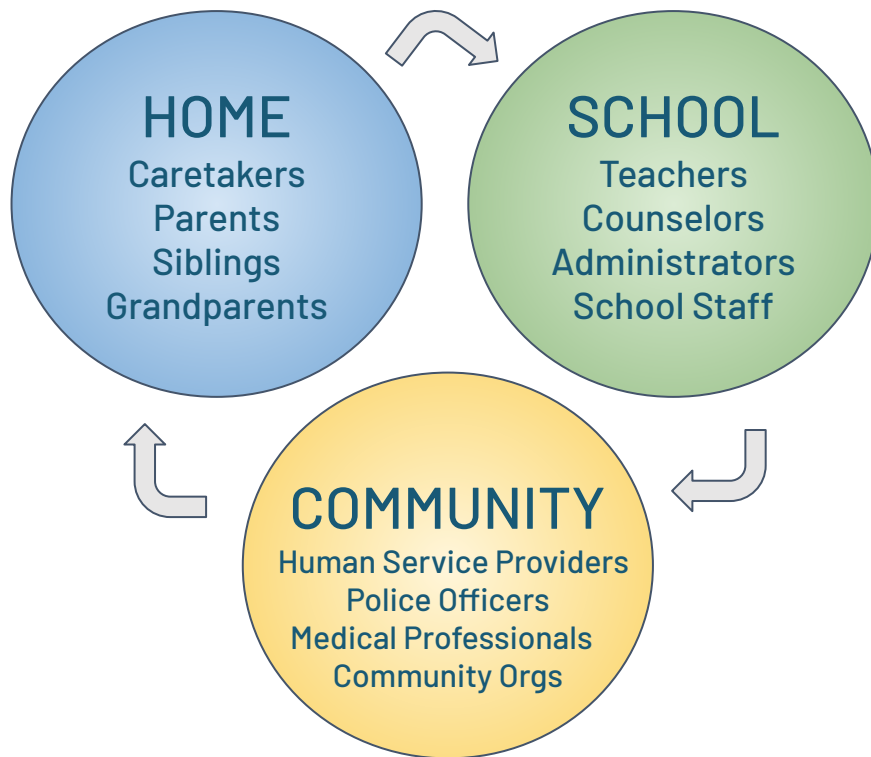 HOME
Caretakers
Parents
Siblings
Grandparents
SCHOOL
Teachers
Counselors
Administrators
School Staff
COMMUNITY
Human Service Providers
Police Officers
Medical Professionals
Community Orgs